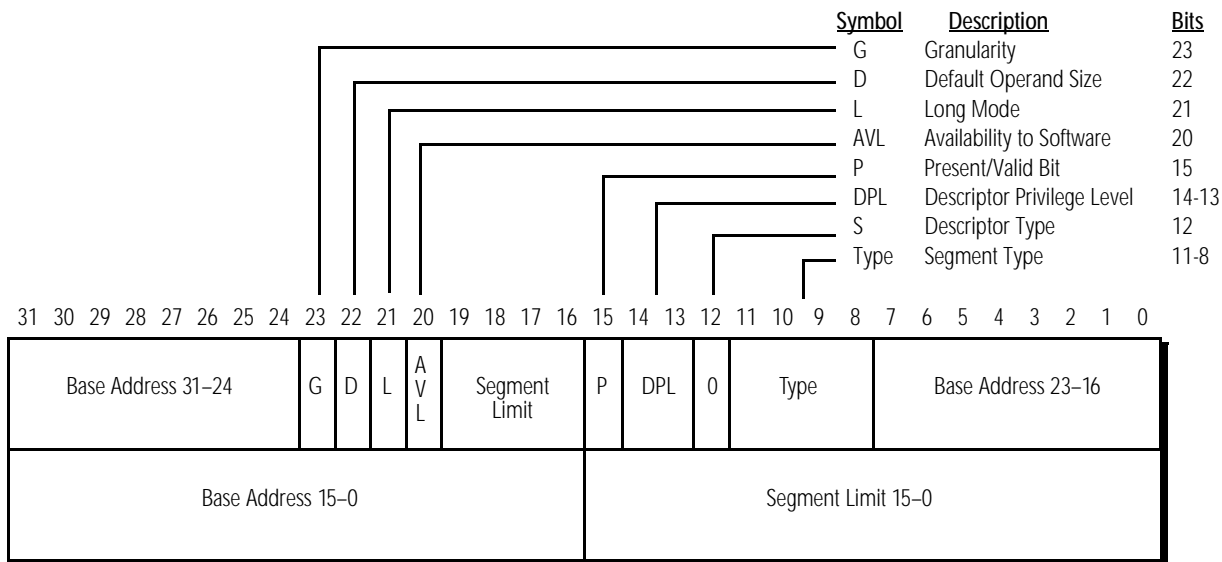 Symbol Description Bits
G Granularity 23
D Default Operand Size 22
L Long Mode 21
AVL Availability to Software 20
P Present/Valid Bit 15
DPL Descriptor Privilege Level 14-13
S Descriptor Type 12
Type Segment Type 11-8
31 30 29 28 27 26 25 24 23 22 21 20 19 18 17 16 15 14 13 12 11 10 9 8 7 6 5 4 3 2 1 0
Base Address 31–24 G D L AVL Segment Limit P DPL 0 Type Base Address 23–16
Base Address 15–0 Segment Limit 15–0